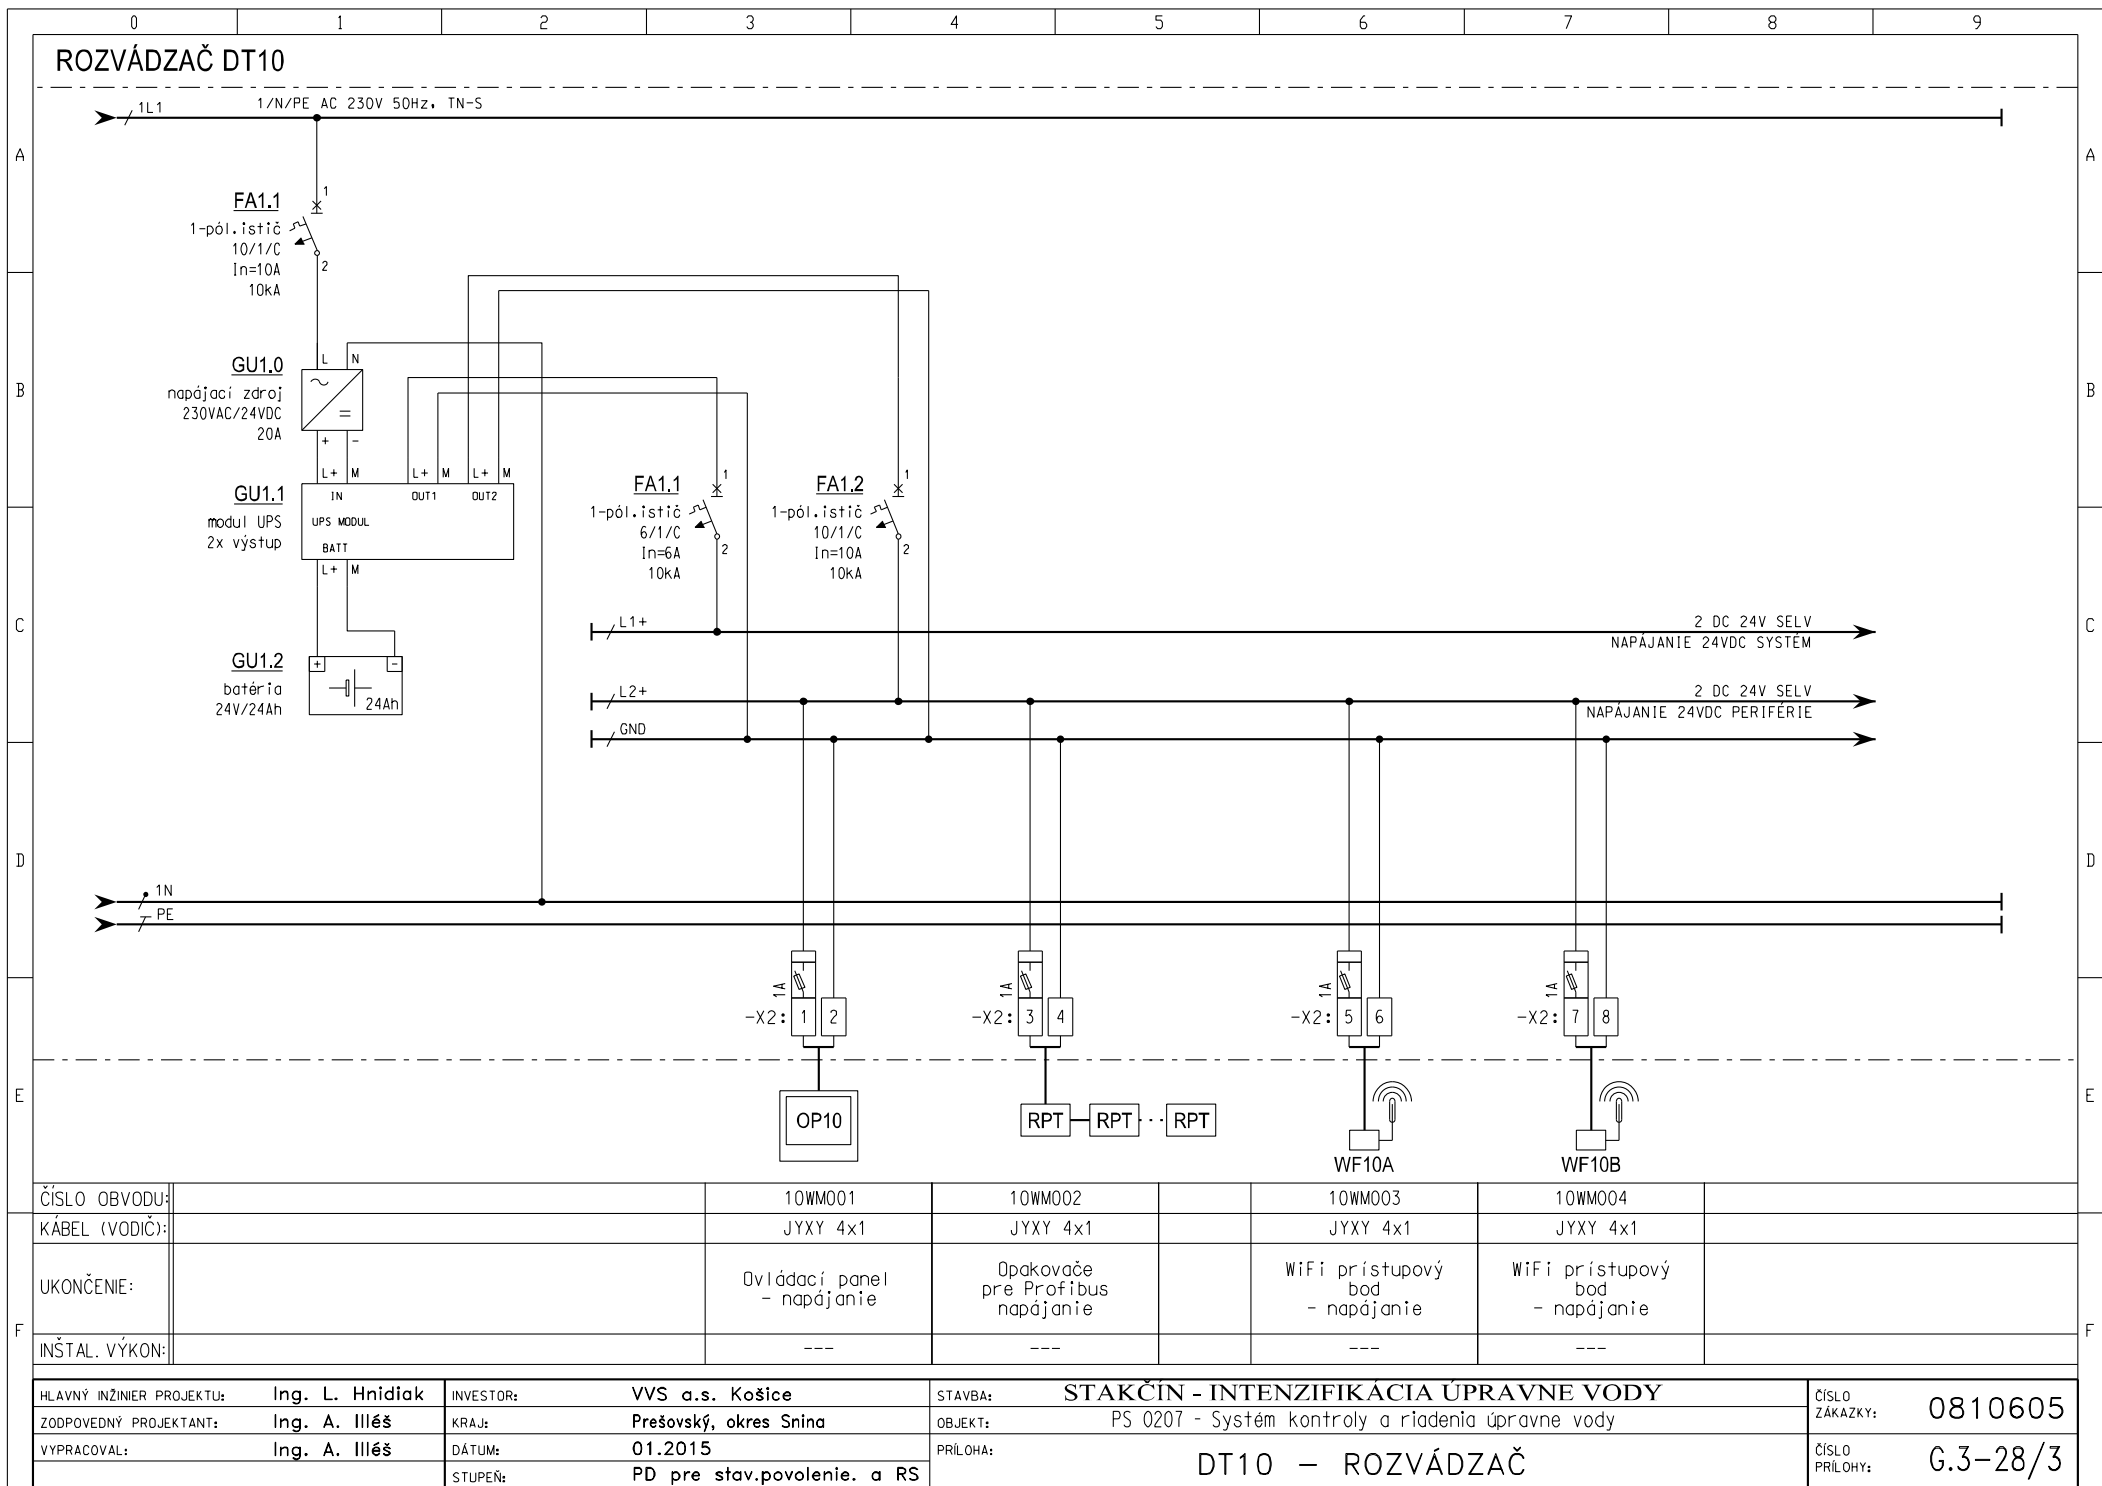 0 1 2 3 4 5 6 7 8 9
ROZVÁDZAČ DT10
1L1
1/N/PE AC 230V 50Hz, TN-S
A
A
FA1.1
1
1-pól.istič
10/1/C
In=10A
10kA
2
GU1.0
L N
napájací zdroj
230VAC/24VDC
20A
+ -
B
B
L+ M L+ M L+ M
GU1.1
IN OUT1 OUT2
modul UPS
2x výstup
UPS MODUL
BATT
L+ M
FA1.1
1
1-pól.istič
6/1/C
In=6A
10kA
2
FA1.2
1
1-pól.istič
10/1/C
In=10A
10kA
2
C
C
L1+
2 DC 24V SELV
NAPÁJANIE 24VDC SYSTÉM
GU1.2
+ -
batéria
24V/24Ah
24Ah
L2+
2 DC 24V SELV
NAPÁJANIE 24VDC PERIFÉRIE
GND
D
D
1N
PE
1A 1A 1A 1A
-X2: 1 2
-X2: 3 4
-X2: 5 6
-X2: 7 8
E
E
OP10
RPT RPT ··· RPT
WF10A
WF10B
ČÍSLO OBVODU: 10WM001 10WM002 10WM003 10WM004
KÁBEL (VODIČ): JYXY 4x1 JYXY 4x1 JYXY 4x1 JYXY 4x1
UKONČENIE:
Ovládací panel
- napájanie
Opakovače
pre Profibus
napájanie
WiFi prístupový
bod
- napájanie
WiFi prístupový
bod
- napájanie
F
F
INŠTAL. VÝKON: --- --- --- ---
HLAVNÝ INŽINIER PROJEKTU: Ing. L. Hnidiak
ZODPOVEDNÝ PROJEKTANT: Ing. A. Illéš
VYPRACOVAL: Ing. A. Illéš
INVESTOR: VVS a.s. Košice
KRAJ: Prešovský, okres Snina
DÁTUM: 01.2015
STUPEŇ: PD pre stav.povolenie. a RS
STAVBA: STAKČÍN - INTENZIFIKÁCIA ÚPRAVNE VODY
OBJEKT: PS 0207 - Systém kontroly a riadenia úpravne vody
PRÍLOHA: DT10 – ROZVÁDZAČ
ČÍSLO
ZÁKAZKY: 0810605
ČÍSLO
PRÍLOHY: G.3-28/3